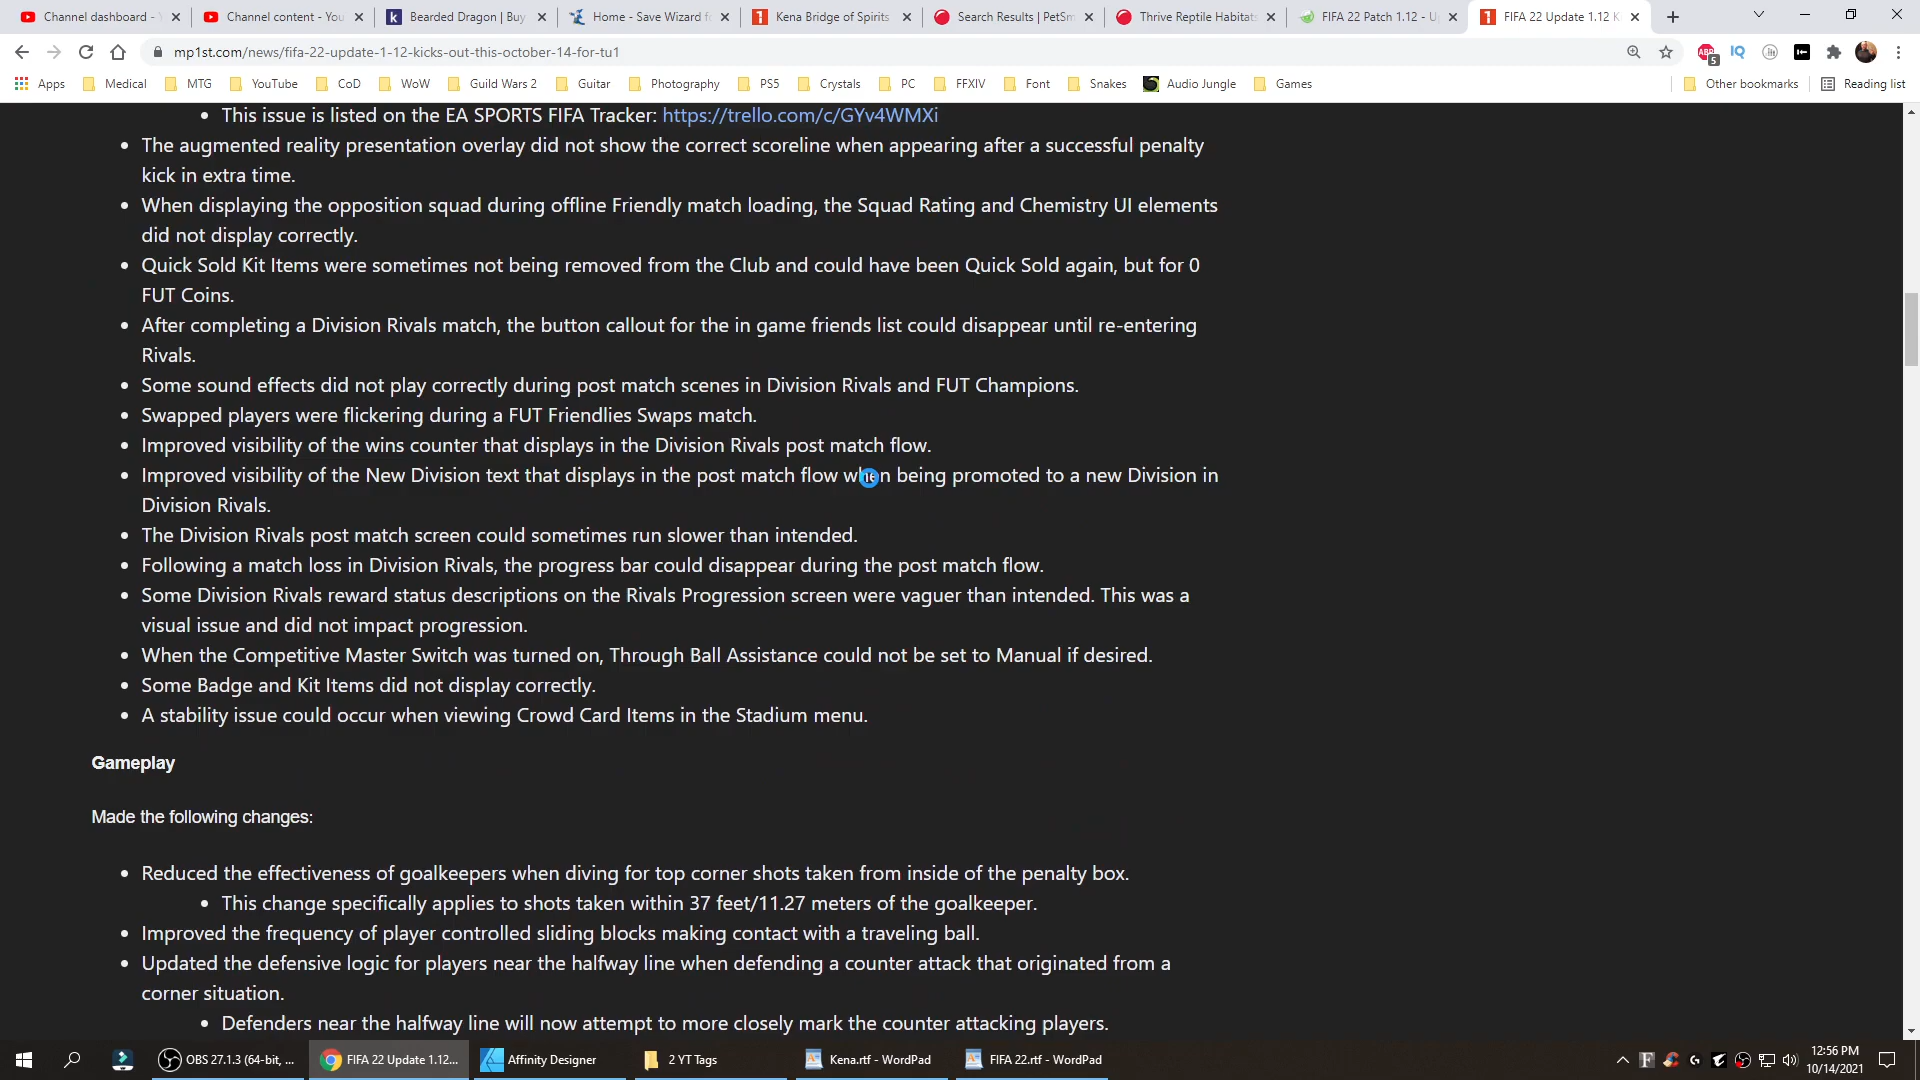 Channel dashboard -
Channel content - You
Bearded Dragon | Buy
Home - Save Wizard fo
Kena Bridge of Spirits
Search Results | PetSm
Thrive Reptile Habitats
FIFA 22 Patch 1.12 - U
FIFA 22 Update 1.12 K
mp1st.com/news/fifa-22-update-1-12-kicks-out-this-october-14-for-tu1
ABP
5
IQ
Apps
Medical
MTG
YouTube
CoD
WoW
Guild Wars 2
Guitar
Photography
PS5
Crystals
PC
FFXIV
Font
Snakes
Audio Jungle
Games
Other bookmarks
Reading list
• This issue is listed on the EA SPORTS FIFA Tracker: https://trello.com/c/GYv4WMXi
• The augmented reality presentation overlay did not show the correct scoreline when appearing after a successful penalty
kick in extra time.
• When displaying the opposition squad during offline Friendly match loading, the Squad Rating and Chemistry UI elements
did not display correctly.
• Quick Sold Kit Items were sometimes not being removed from the Club and could have been Quick Sold again, but for 0
FUT Coins.
• After completing a Division Rivals match, the button callout for the in game friends list could disappear until re-entering
Rivals.
• Some sound effects did not play correctly during post match scenes in Division Rivals and FUT Champions.
• Swapped players were flickering during a FUT Friendlies Swaps match.
• Improved visibility of the wins counter that displays in the Division Rivals post match flow.
• Improved visibility of the New Division text that displays in the post match flow when being promoted to a new Division in
Division Rivals.
• The Division Rivals post match screen could sometimes run slower than intended.
• Following a match loss in Division Rivals, the progress bar could disappear during the post match flow.
• Some Division Rivals reward status descriptions on the Rivals Progression screen were vaguer than intended. This was a
visual issue and did not impact progression.
• When the Competitive Master Switch was turned on, Through Ball Assistance could not be set to Manual if desired.
• Some Badge and Kit Items did not display correctly.
• A stability issue could occur when viewing Crowd Card Items in the Stadium menu.
Gameplay
Made the following changes:
• Reduced the effectiveness of goalkeepers when diving for top corner shots taken from inside of the penalty box.
• This change specifically applies to shots taken within 37 feet/11.27 meters of the goalkeeper.
• Improved the frequency of player controlled sliding blocks making contact with a traveling ball.
• Updated the defensive logic for players near the halfway line when defending a counter attack that originated from a
corner situation.
• Defenders near the halfway line will now attempt to more closely mark the counter attacking players.
OBS 27.1.3 (64-bit, ...
FIFA 22 Update 1.12...
Affinity Designer
2 YT Tags
Kena.rtf - WordPad
FIFA 22.rtf - WordPad
12:56 PM
10/14/2021